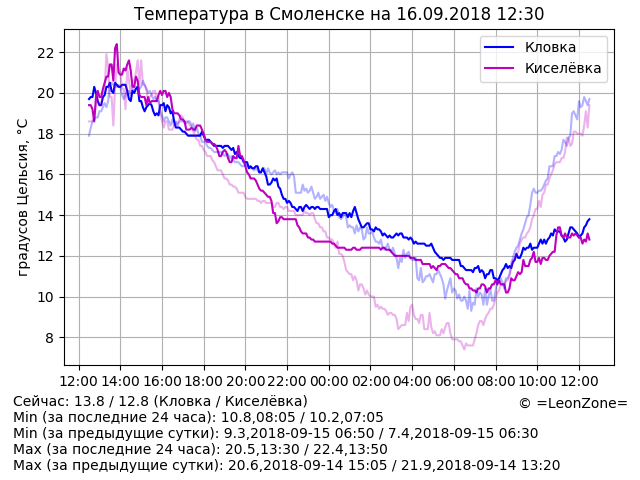 Температура в Смоленске на 16.09.2018 12:30
градусов Цельсия, °C
22
20
18
16
14
12
10
8
Кловка
Киселёвка
12:00 14:00 16:00 18:00 20:00 22:00 00:00 02:00 04:00 06:00 08:00 10:00 12:00
Сейчас: 13.8 / 12.8 (Кловка / Киселёвка)
© =LeonZone=
Min (за последние 24 часа): 10.8,08:05 / 10.2,07:05
Min (за предыдущие сутки): 9.3,2018-09-15 06:50 / 7.4,2018-09-15 06:30
Max (за последние 24 часа): 20.5,13:30 / 22.4,13:50
Max (за предыдущие сутки): 20.6,2018-09-14 15:05 / 21.9,2018-09-14 13:20